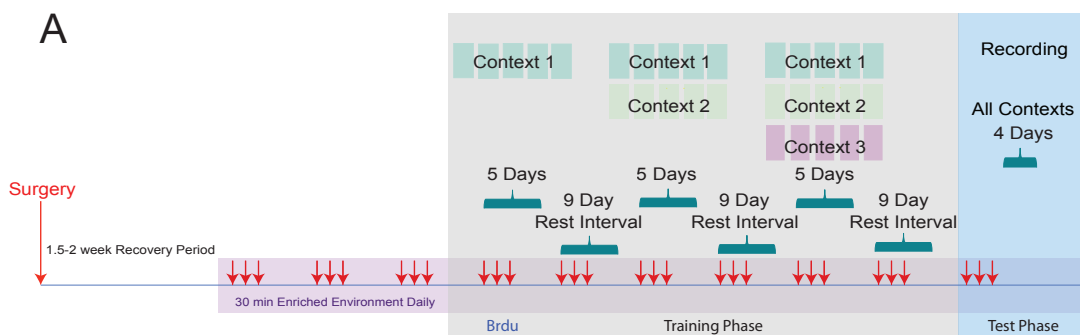 A
Recording
Context 1
Context 1
Context 1
Context 2
Context 2
All Contexts
4 Days
Context 3
5 Days
5 Days
5 Days
Surgery
9 Day
Rest Interval
9 Day
Rest Interval
9 Day
Rest Interval
1.5-2 week Recovery Period
30 min Enriched Environment Daily
Brdu
Training Phase
Test Phase